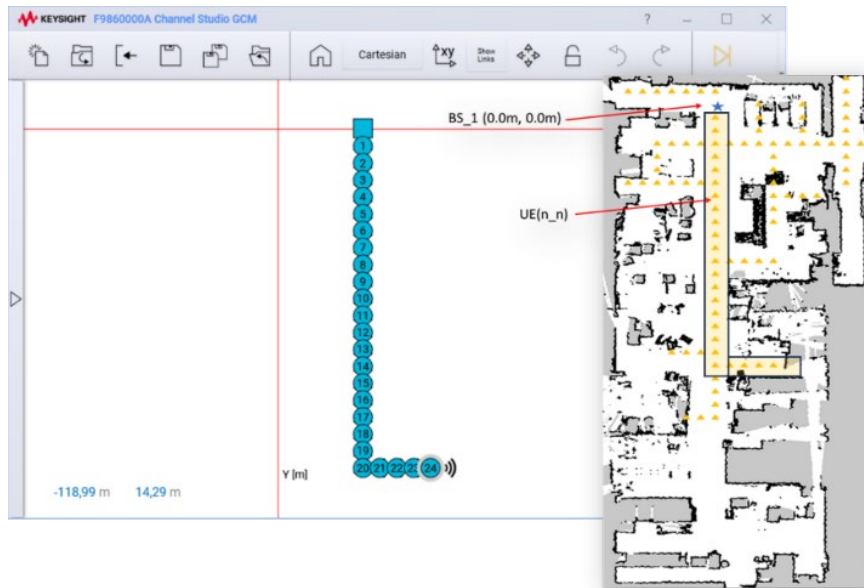 KEYSIGHT F9860000A Channel Studio GCM
Cartesian
xy
Show
Links
BS_1 (0.0m, 0.0m)
UE(n_n)
1
2
3
4
5
6
7
8
9
10
11
12
13
14
15
16
17
18
19
20 21 22 23 24
Y [m]
-118,99 m 14,29 m